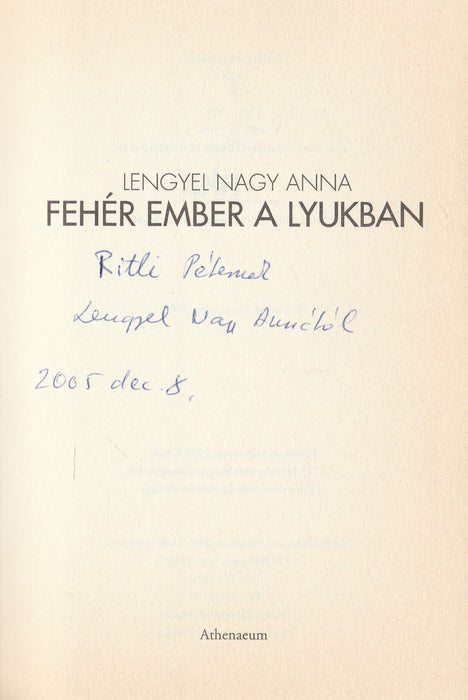 LENGYEL NAGY ANNA
FEHÉR EMBER A LYUKBAN
Ritli Péternek
Lengyel Nagy Annától
2005 dec. 8.
Athenaeum